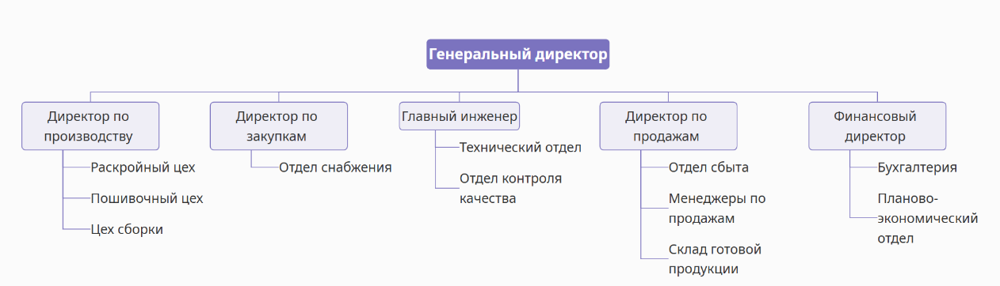 Генеральный директор
Директор по
производству
Раскройный цех
Пошивочный цех
Цех сборки
Директор по
закупкам
Отдел снабжения
Главный инженер
Технический отдел
Отдел контроля
качества
Директор по
продажам
Отдел сбыта
Менеджеры по
продажам
Склад готовой
продукции
Финансовый
директор
Бухгалтерия
Планово-
экономический
отдел